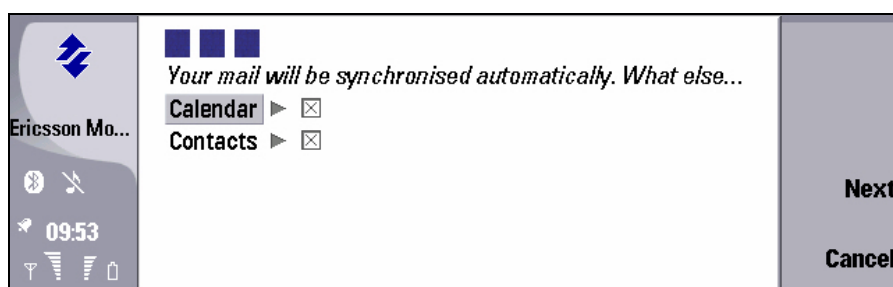 Ericsson Mo...
09:53
Your mail will be synchronised automatically. What else...
Calendar
Contacts
Next
Cancel